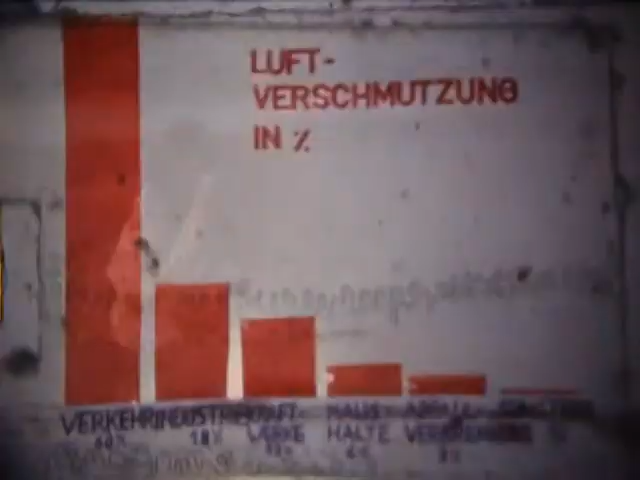 LUFT-
VERSCHMUTZUNG
IN %
VERKEHR INDUSTRIE KRAFT- HAUS- ABFALL-
60% 18% WERKE HALTE VERBRENNUNG